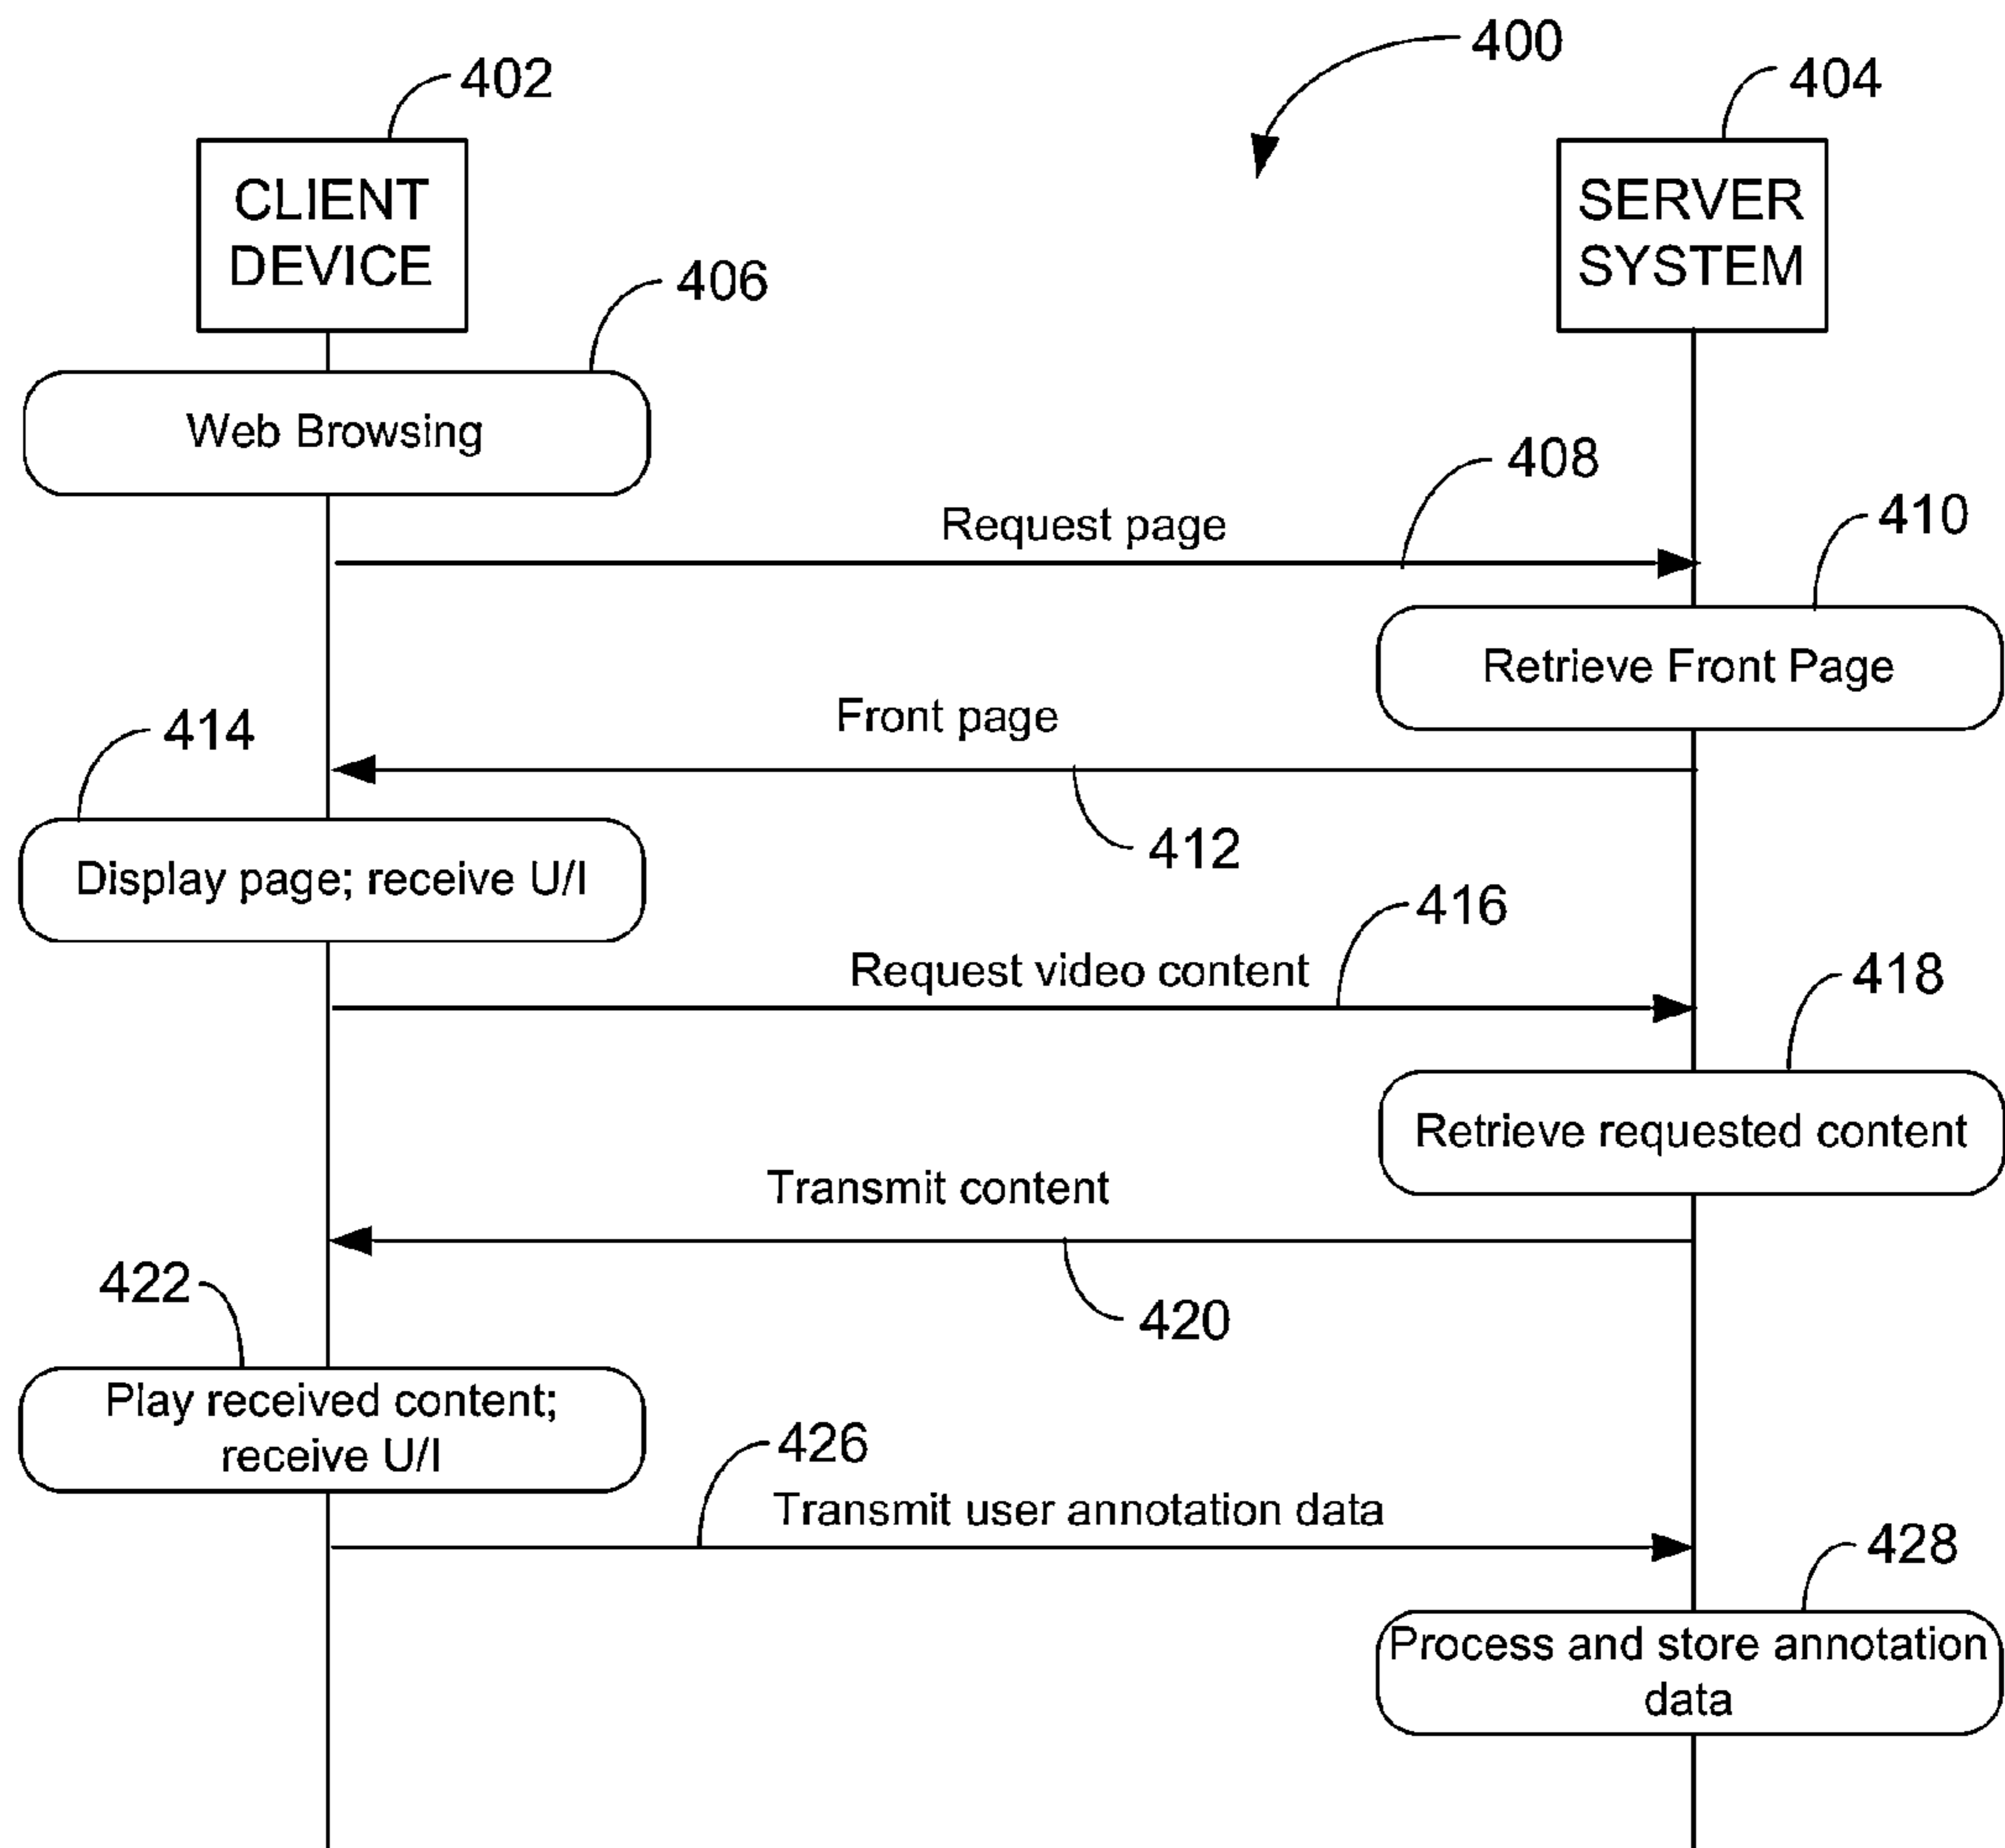 400
402
404
CLIENT
DEVICE
SERVER
SYSTEM
406
Web Browsing
408
Request page
410
Retrieve Front Page
Front page
414
412
Display page; receive U/I
416
Request video content
418
Retrieve requested content
Transmit content
420
422
Play received content;
receive U/I
426
Transmit user annotation data
428
Process and store annotation
data